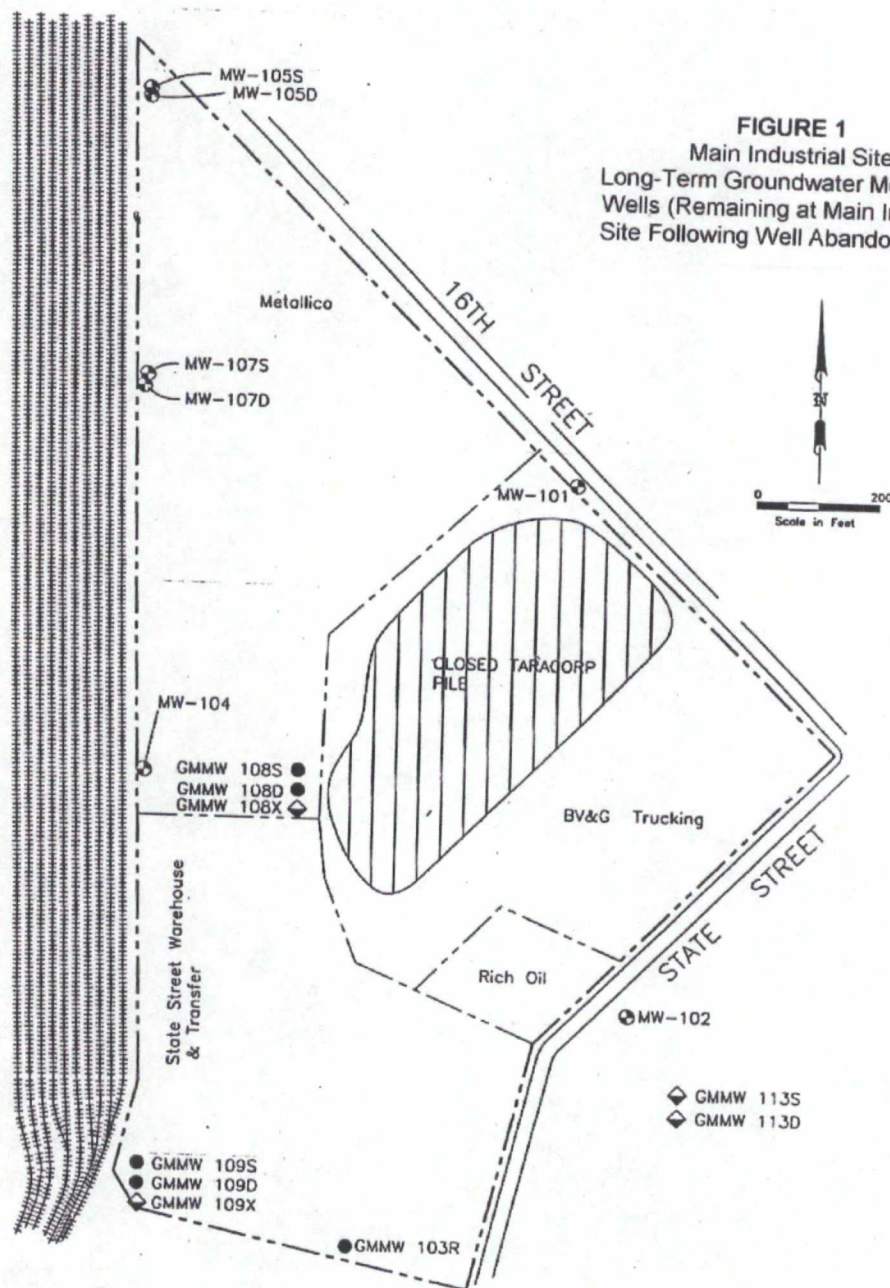 MW-105S
MW-105D
FIGURE 1
Main Industrial Site
Long-Term Groundwater
Wells (Remaining at Main
Site Following Well
16TH STREET
Metallico
MW-107S
MW-107D
N
MW-101
0 200
Scale in Feet
CLOSED TARACORP
PILE
MW-104
GMMW 108S
GMMW 108D
GMMW 108X
BV&G Trucking
STATE STREET
State Street Warehouse
& Transfer
Rich Oil
MW-102
GMMW 113S
GMMW 113D
GMMW 109S
GMMW 109D
GMMW 109X
GMMW 103R